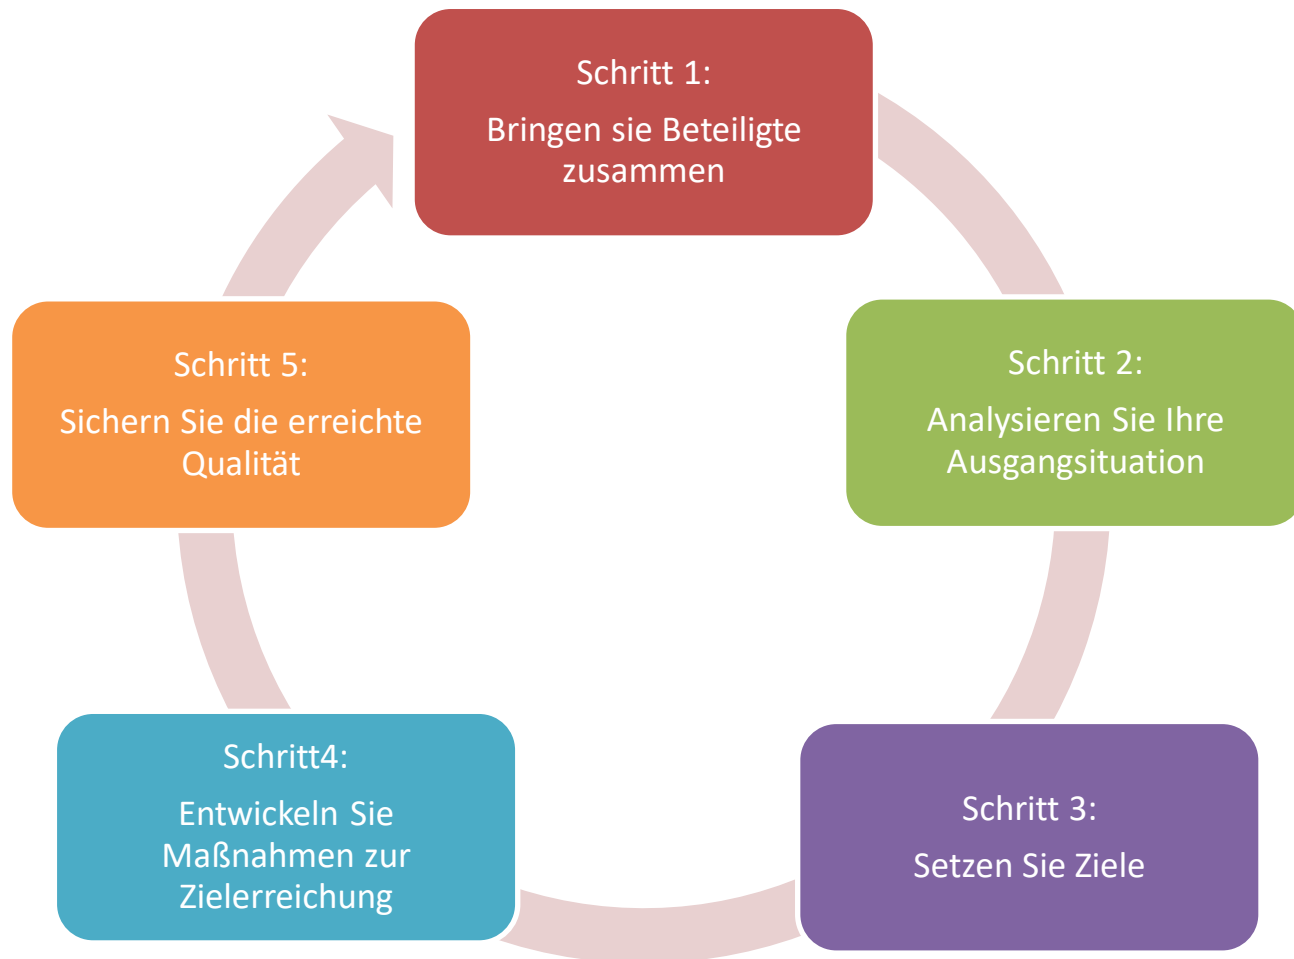 Schritt 1:
Bringen sie Beteiligte
zusammen
Schritt 2:
Analysieren Sie Ihre
Ausgangsituation
Schritt 3:
Setzen Sie Ziele
Schritt4:
Entwickeln Sie
Maßnahmen zur
Zielerreichung
Schritt 5:
Sichern Sie die erreichte
Qualität